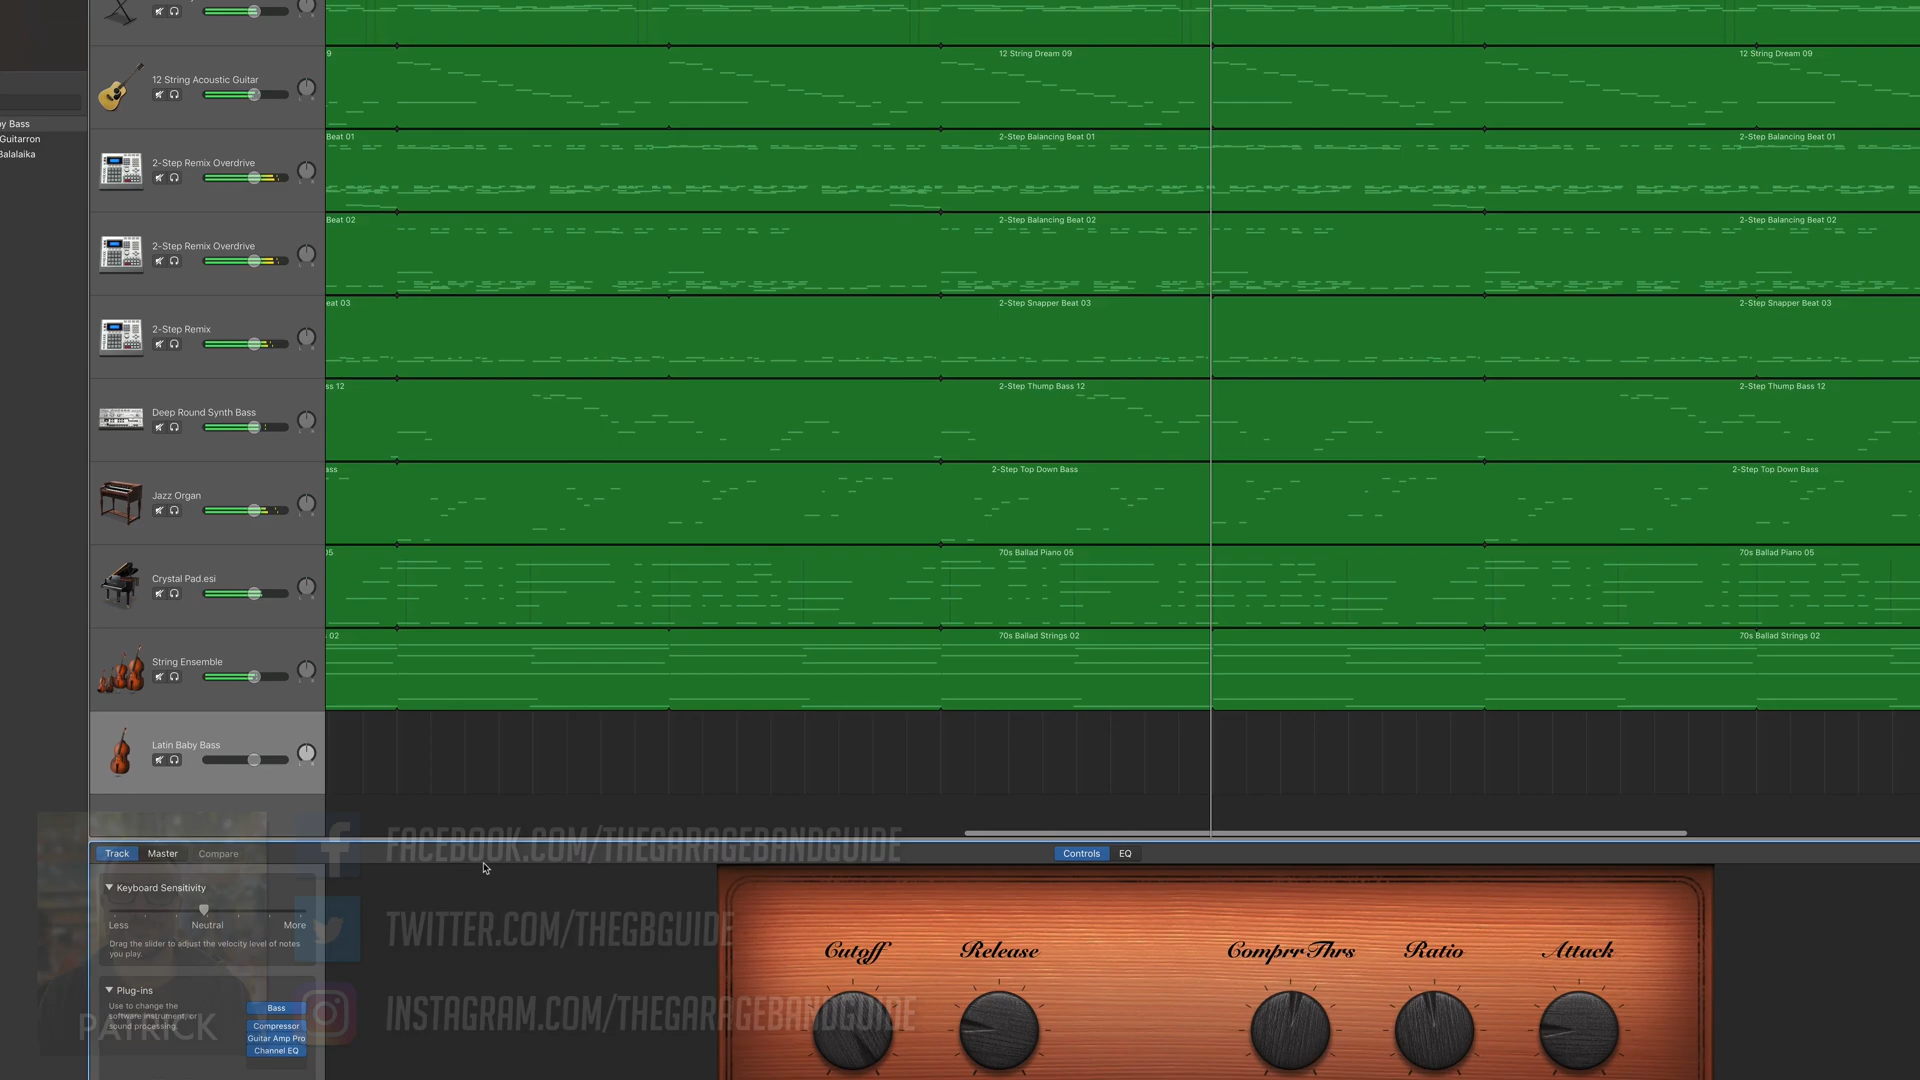 9
12 String Dream 09
12 String Dream 09
12 String Acoustic Guitar
y Bass
Guitarron
Balalaika
Beat 01
2-Step Balancing Beat 01
2-Step Balancing Beat 01
2-Step Remix Overdrive
Beat 02
2-Step Balancing Beat 02
2-Step Balancing Beat 02
2-Step Remix Overdrive
eat 03
2-Step Snapper Beat 03
2-Step Snapper Beat 03
2-Step Remix
ss 12
2-Step Thump Bass 12
2-Step Thump Bass 12
Deep Round Synth Bass
ass
2-Step Top Down Bass
2-Step Top Down Bass
Jazz Organ
05
70s Ballad Piano 05
70s Ballad Piano 05
Crystal Pad.esi
02
70s Ballad Strings 02
70s Ballad Strings 02
String Ensemble
Latin Baby Bass
FACEBOOK.COM/THEGARAGEBANDGUIDE
Track Master Compare
Controls EQ
Keyboard Sensitivity
Less Neutral More
Drag the slider to adjust the velocity level of notes
you play.
TWITTER.COM/THEGBGUIDE
Cutoff Release ComprrThrs Ratio Attack
Plug-ins
Use to change the
software instrument, or
sound processing.
Bass
Compressor
Guitar Amp Pro
Channel EQ
PATRICK
INSTAGRAM.COM/THEGARAGEBANDGUIDE